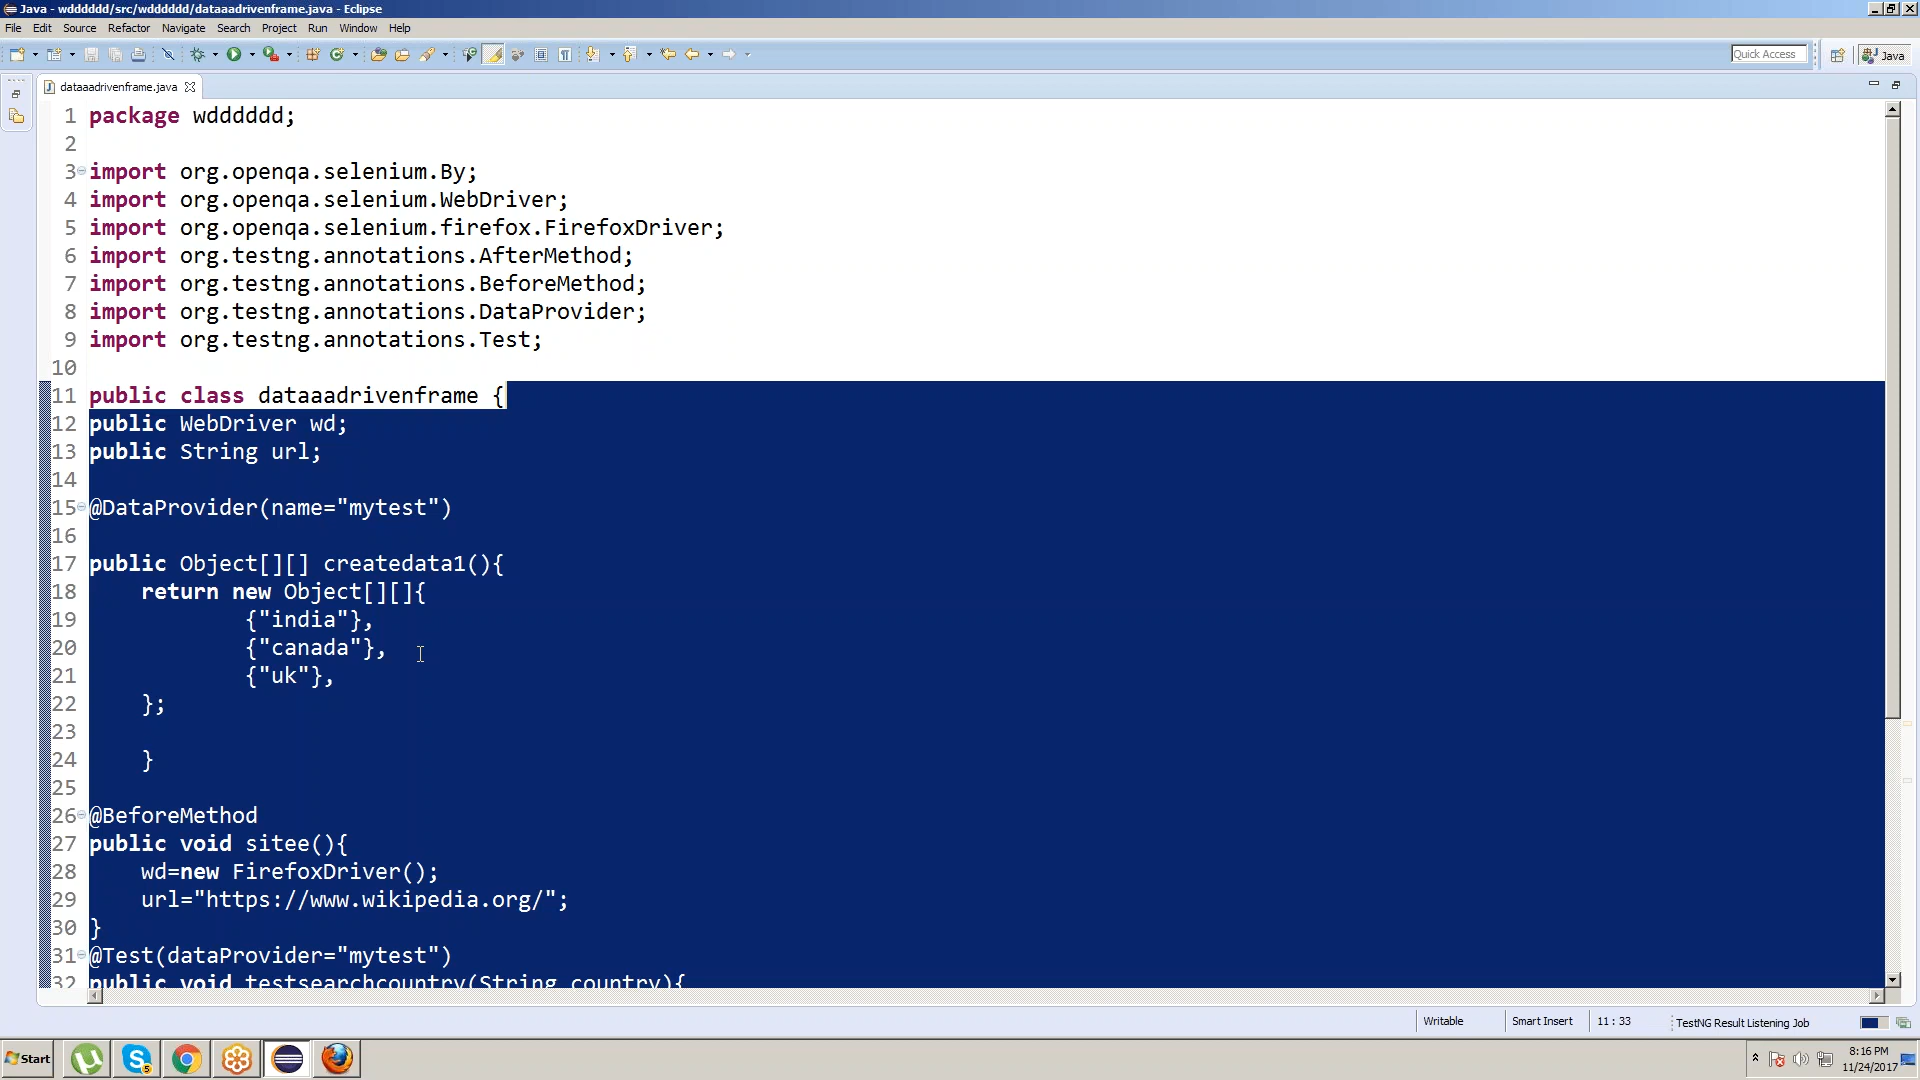 Java - wdddddd/src/wdddddd/dataaadrivenframe.java - Eclipse
File Edit Source Refactor Navigate Search Project Run Window Help
Quick Access
Java
dataaadrivenframe.java
1 package wdddddd;
2
3 import org.openqa.selenium.By;
4 import org.openqa.selenium.WebDriver;
5 import org.openqa.selenium.firefox.FirefoxDriver;
6 import org.testng.annotations.AfterMethod;
7 import org.testng.annotations.BeforeMethod;
8 import org.testng.annotations.DataProvider;
9 import org.testng.annotations.Test;
10
11 public class dataaadrivenframe {
12 public WebDriver wd;
13 public String url;
14
15 @DataProvider(name="mytest")
16
17 public Object[][] createdata1(){
18 return new Object[][]{
19 {"india"},
20 {"canada"},
21 {"uk"},
22 };
23
24 }
25
26 @BeforeMethod
27 public void sitee(){
28 wd=new FirefoxDriver();
29 url="https://www.wikipedia.org/";
30 }
31 @Test(dataProvider="mytest")
32 public void testsearchcountry(String country){
Writable
Smart Insert
11 : 33
TestNG Result Listening Job
Start
5
8:16 PM
11/24/2017